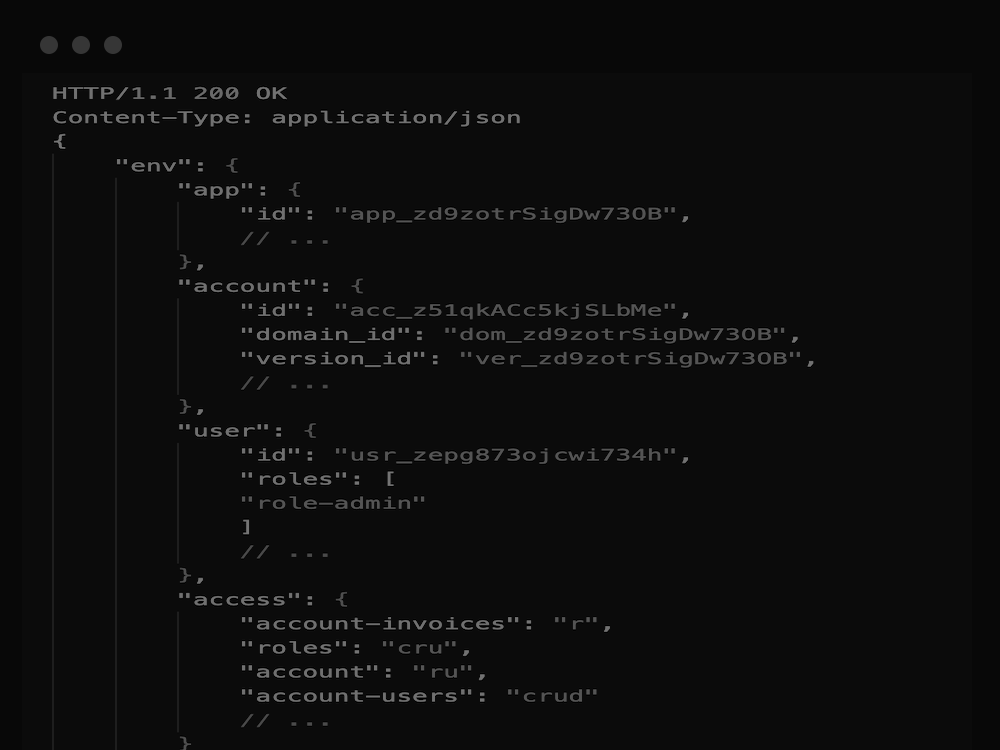 HTTP/1.1 200 OK
Content-Type: application/json
{
"env": {
"app": {
"id": "app_zd9zotrSigDw73OB",
// ...
},
"account": {
"id": "acc_z51qkACc5kjSLbMe",
"domain_id": "dom_zd9zotrSigDw73OB",
"version_id": "ver_zd9zotrSigDw73OB",
// ...
},
"user": {
"id": "usr_zepg873ojcwi734h",
"roles": [
"role-admin"
]
// ...
},
"access": {
"account-invoices": "r",
"roles": "cru",
"account": "ru",
"account-users": "crud"
// ...
}